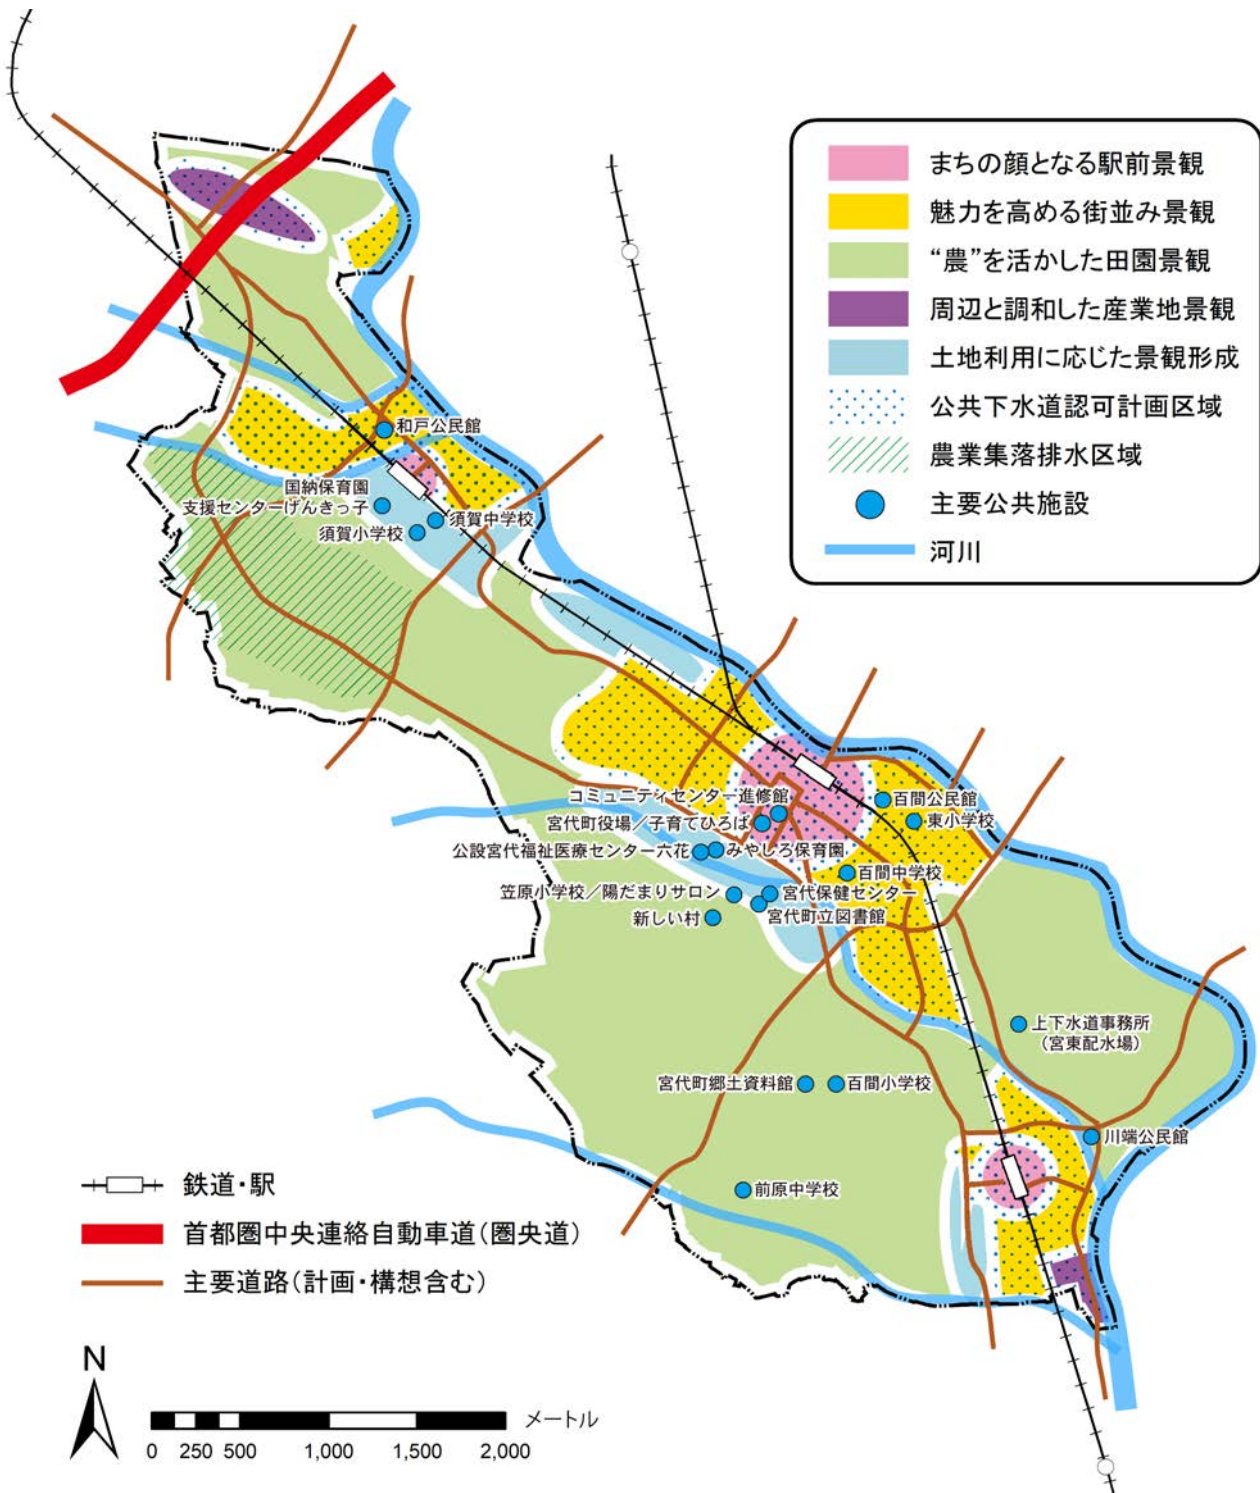 まちの顔となる駅前景観
魅力を高める街並み景観
“農”を活かした田園景観
周辺と調和した産業地景観
土地利用に応じた景観形成
公共下水道認可計画区域
農業集落排水区域
主要公共施設
河川
和戸公民館
国納保育園
支援センターげんきっ子
須賀中学校
須賀小学校
コミュニティセンター進修館
百間公民館
宮代町役場／子育てひろば
東小学校
公設宮代福祉医療センター六花
みやしろ保育園
百間中学校
笠原小学校／陽だまりサロン
宮代保健センター
新しい村
宮代町立図書館
上下水道事務所
（宮東配水場）
宮代町郷土資料館
百間小学校
川端公民館
前原中学校
鉄道・駅
首都圏中央連絡自動車道（圏央道）
主要道路（計画・構想含む）
N
メートル
0 250 500 1,000 1,500 2,000